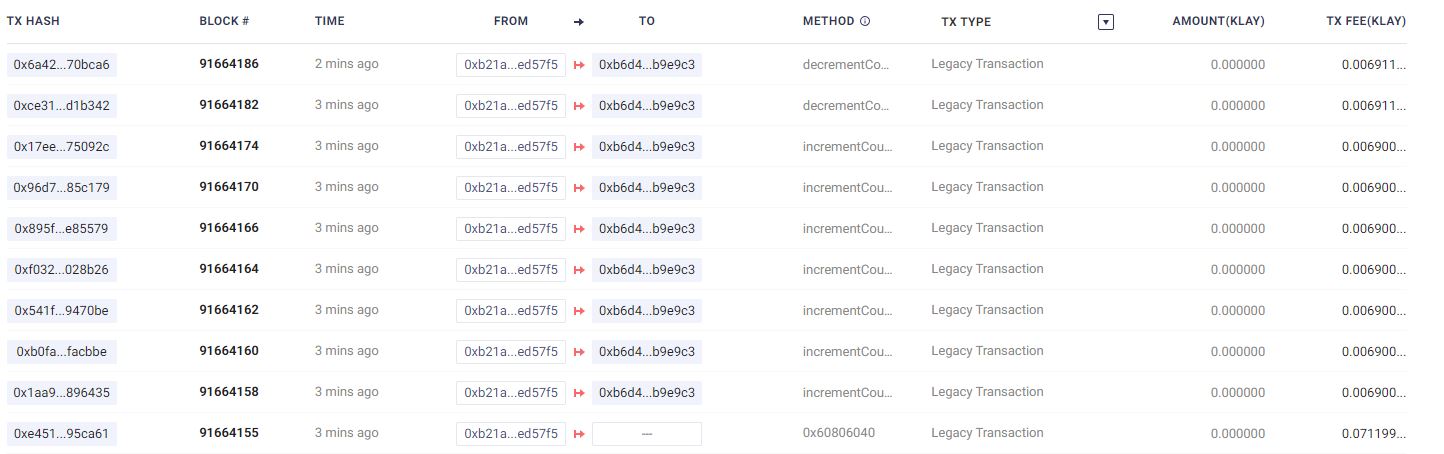 TX HASH BLOCK # TIME FROM → TO METHOD TX TYPE AMOUNT(KLAY) TX FEE(KLAY)
0x6a42...70bca6 91664186 2 mins ago 0xb21a...ed57f5 0xb6d4...b9e9c3 decrementCo... Legacy Transaction 0.000000 0.006911...
0xce31...d1b342 91664182 3 mins ago 0xb21a...ed57f5 0xb6d4...b9e9c3 decrementCo... Legacy Transaction 0.000000 0.006911...
0x17ee...75092c 91664174 3 mins ago 0xb21a...ed57f5 0xb6d4...b9e9c3 incrementCou... Legacy Transaction 0.000000 0.006900...
0x96d7...85c179 91664170 3 mins ago 0xb21a...ed57f5 0xb6d4...b9e9c3 incrementCou... Legacy Transaction 0.000000 0.006900...
0x895f...e85579 91664166 3 mins ago 0xb21a...ed57f5 0xb6d4...b9e9c3 incrementCou... Legacy Transaction 0.000000 0.006900...
0xf032...028b26 91664164 3 mins ago 0xb21a...ed57f5 0xb6d4...b9e9c3 incrementCou... Legacy Transaction 0.000000 0.006900...
0x541f...9470be 91664162 3 mins ago 0xb21a...ed57f5 0xb6d4...b9e9c3 incrementCou... Legacy Transaction 0.000000 0.006900...
0xb0fa...facbbe 91664160 3 mins ago 0xb21a...ed57f5 0xb6d4...b9e9c3 incrementCou... Legacy Transaction 0.000000 0.006900...
0x1aa9...896435 91664158 3 mins ago 0xb21a...ed57f5 0xb6d4...b9e9c3 incrementCou... Legacy Transaction 0.000000 0.006900...
0xe451...95ca61 91664155 3 mins ago 0xb21a...ed57f5 --- 0x60806040 Legacy Transaction 0.000000 0.071199...